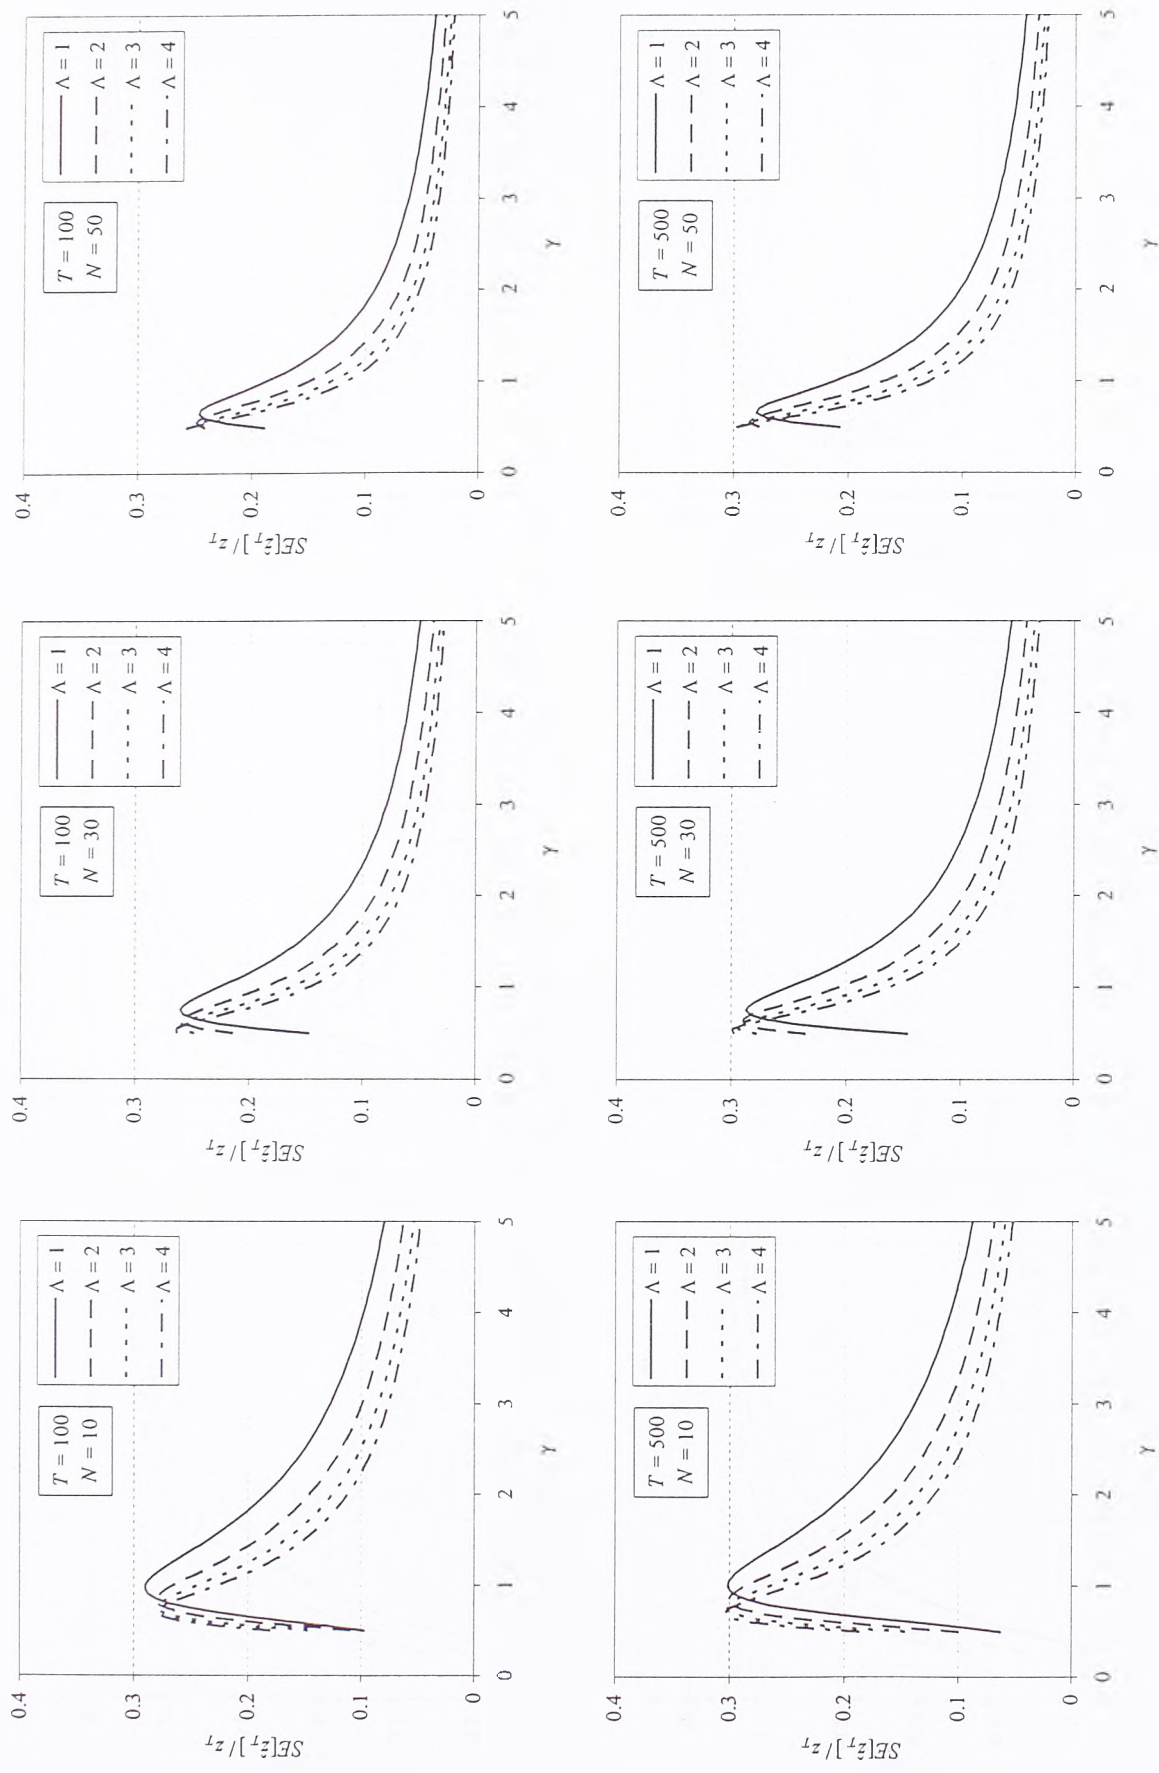 SE[ẑ_T]/z_T
0.4
0.3
0.2
0.1
0
T = 100
N = 10
Λ = 1
Λ = 2
Λ = 3
Λ = 4
0 1 2 3 4 5
γ
SE[ẑ_T]/z_T
0.4
0.3
0.2
0.1
0
T = 100
N = 30
Λ = 1
Λ = 2
Λ = 3
Λ = 4
0 1 2 3 4 5
γ
SE[ẑ_T]/z_T
0.4
0.3
0.2
0.1
0
T = 100
N = 50
Λ = 1
Λ = 2
Λ = 3
Λ = 4
0 1 2 3 4 5
γ
SE[ẑ_T]/z_T
0.4
0.3
0.2
0.1
0
T = 500
N = 10
Λ = 1
Λ = 2
Λ = 3
Λ = 4
0 1 2 3 4 5
γ
SE[ẑ_T]/z_T
0.4
0.3
0.2
0.1
0
T = 500
N = 30
Λ = 1
Λ = 2
Λ = 3
Λ = 4
0 1 2 3 4 5
γ
SE[ẑ_T]/z_T
0.4
0.3
0.2
0.1
0
T = 500
N = 50
Λ = 1
Λ = 2
Λ = 3
Λ = 4
0 1 2 3 4 5
γ